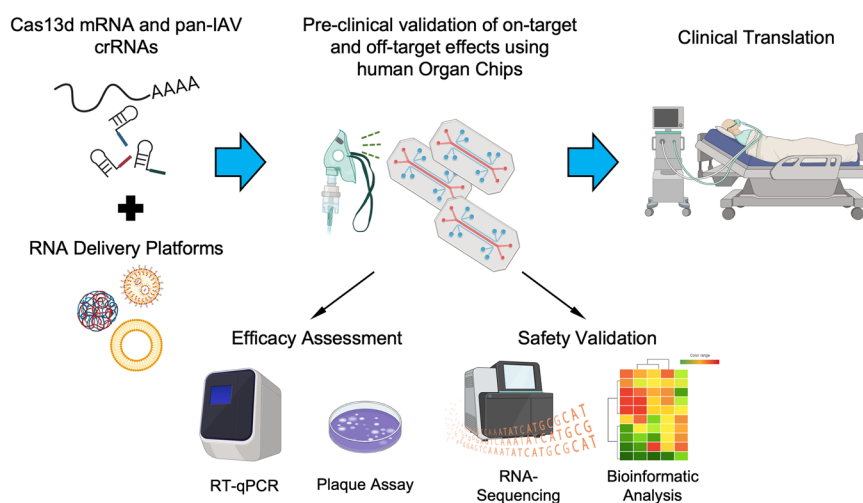 Cas13d mRNA and pan-IAV
crRNAs
AAAA
RNA Delivery Platforms
Pre-clinical validation of on-target
and off-target effects using
human Organ Chips
Clinical Translation
Efficacy Assessment
RT-qPCR
Plaque Assay
Safety Validation
Color range
RNA-
Sequencing
Bioinformatic
Analysis